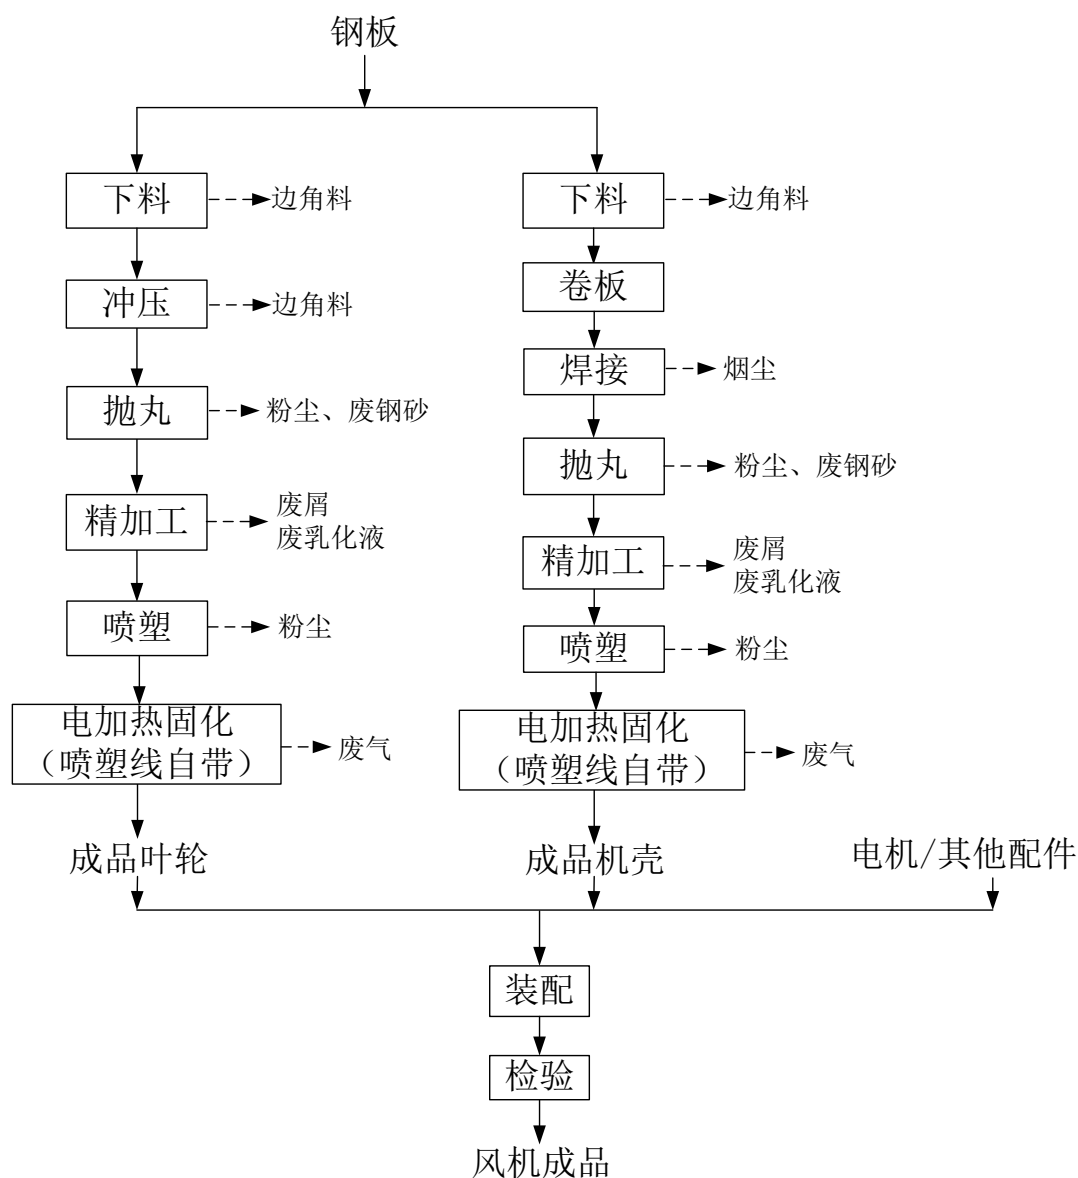 钢板
下料
边角料
冲压
边角料
抛丸
粉尘、废钢砂
精加工
废屑
废乳化液
喷塑
粉尘
电加热固化
（喷塑线自带）
废气
成品叶轮
下料
边角料
卷板
焊接
烟尘
抛丸
粉尘、废钢砂
精加工
废屑
废乳化液
喷塑
粉尘
电加热固化
（喷塑线自带）
废气
成品机壳
电机/其他配件
装配
检验
风机成品